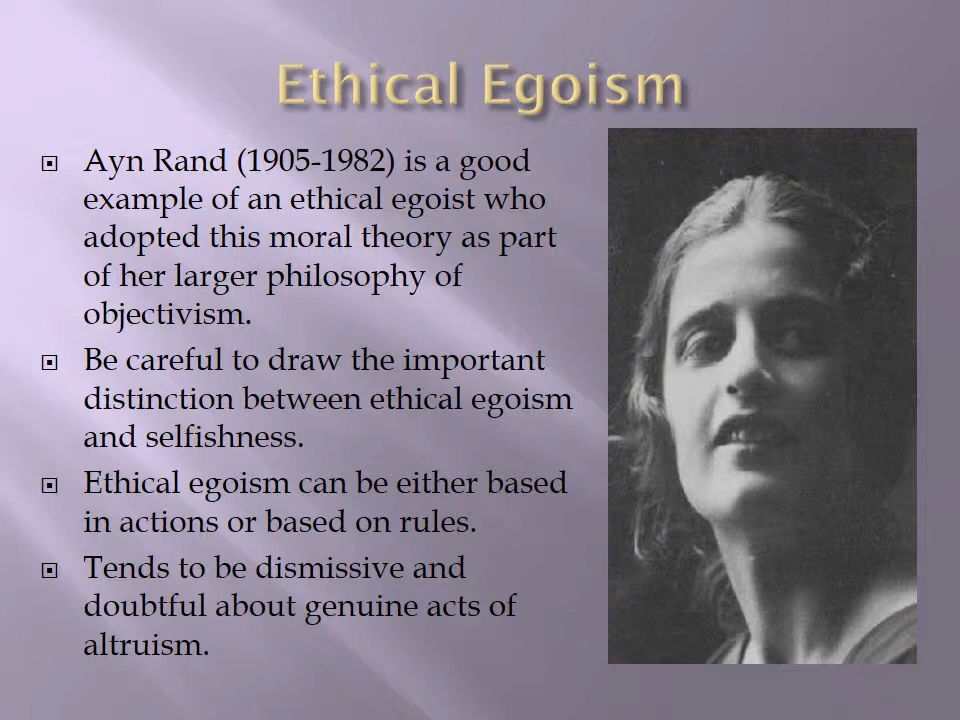 Ethical Egoism
Ayn Rand (1905-1982) is a good
example of an ethical egoist who
adopted this moral theory as part
of her larger philosophy of
objectivism.
Be careful to draw the important
distinction between ethical egoism
and selfishness.
Ethical egoism can be either based
in actions or based on rules.
Tends to be dismissive and
doubtful about genuine acts of
altruism.